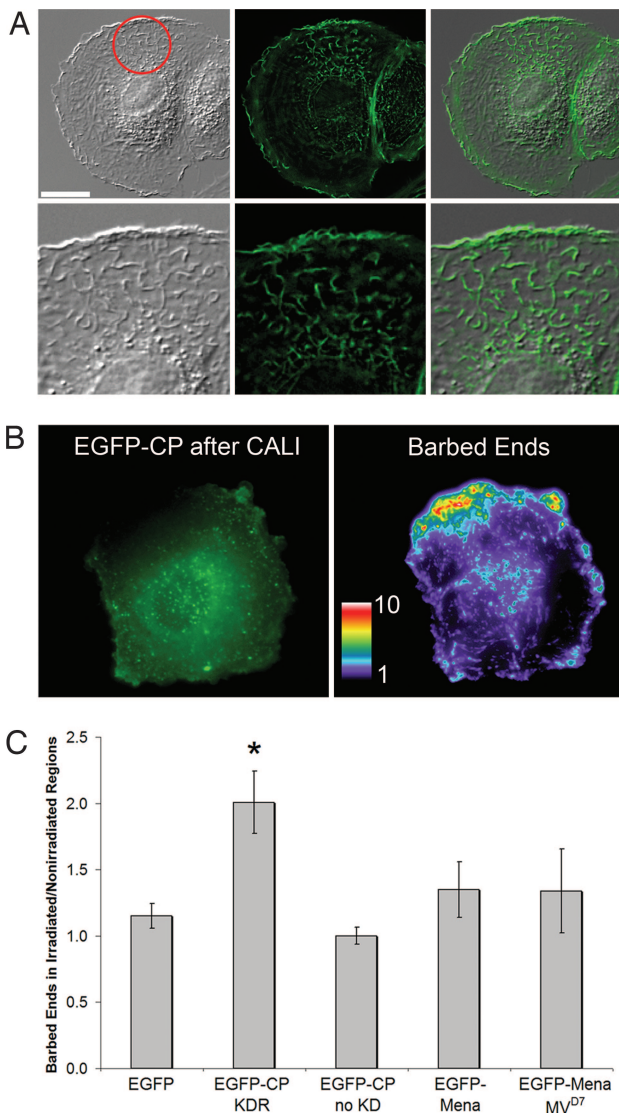 A
B
EGFP-CP after CALI
Barbed Ends
10
1
C
Barbed Ends in Irradiated/Nonirradiated Regions
2.5
2.0
1.5
1.0
0.5
0.0
*
EGFP
EGFP-CP
KDR
EGFP-CP
no KD
EGFP-
Mena
EGFP-Mena
MV^D7